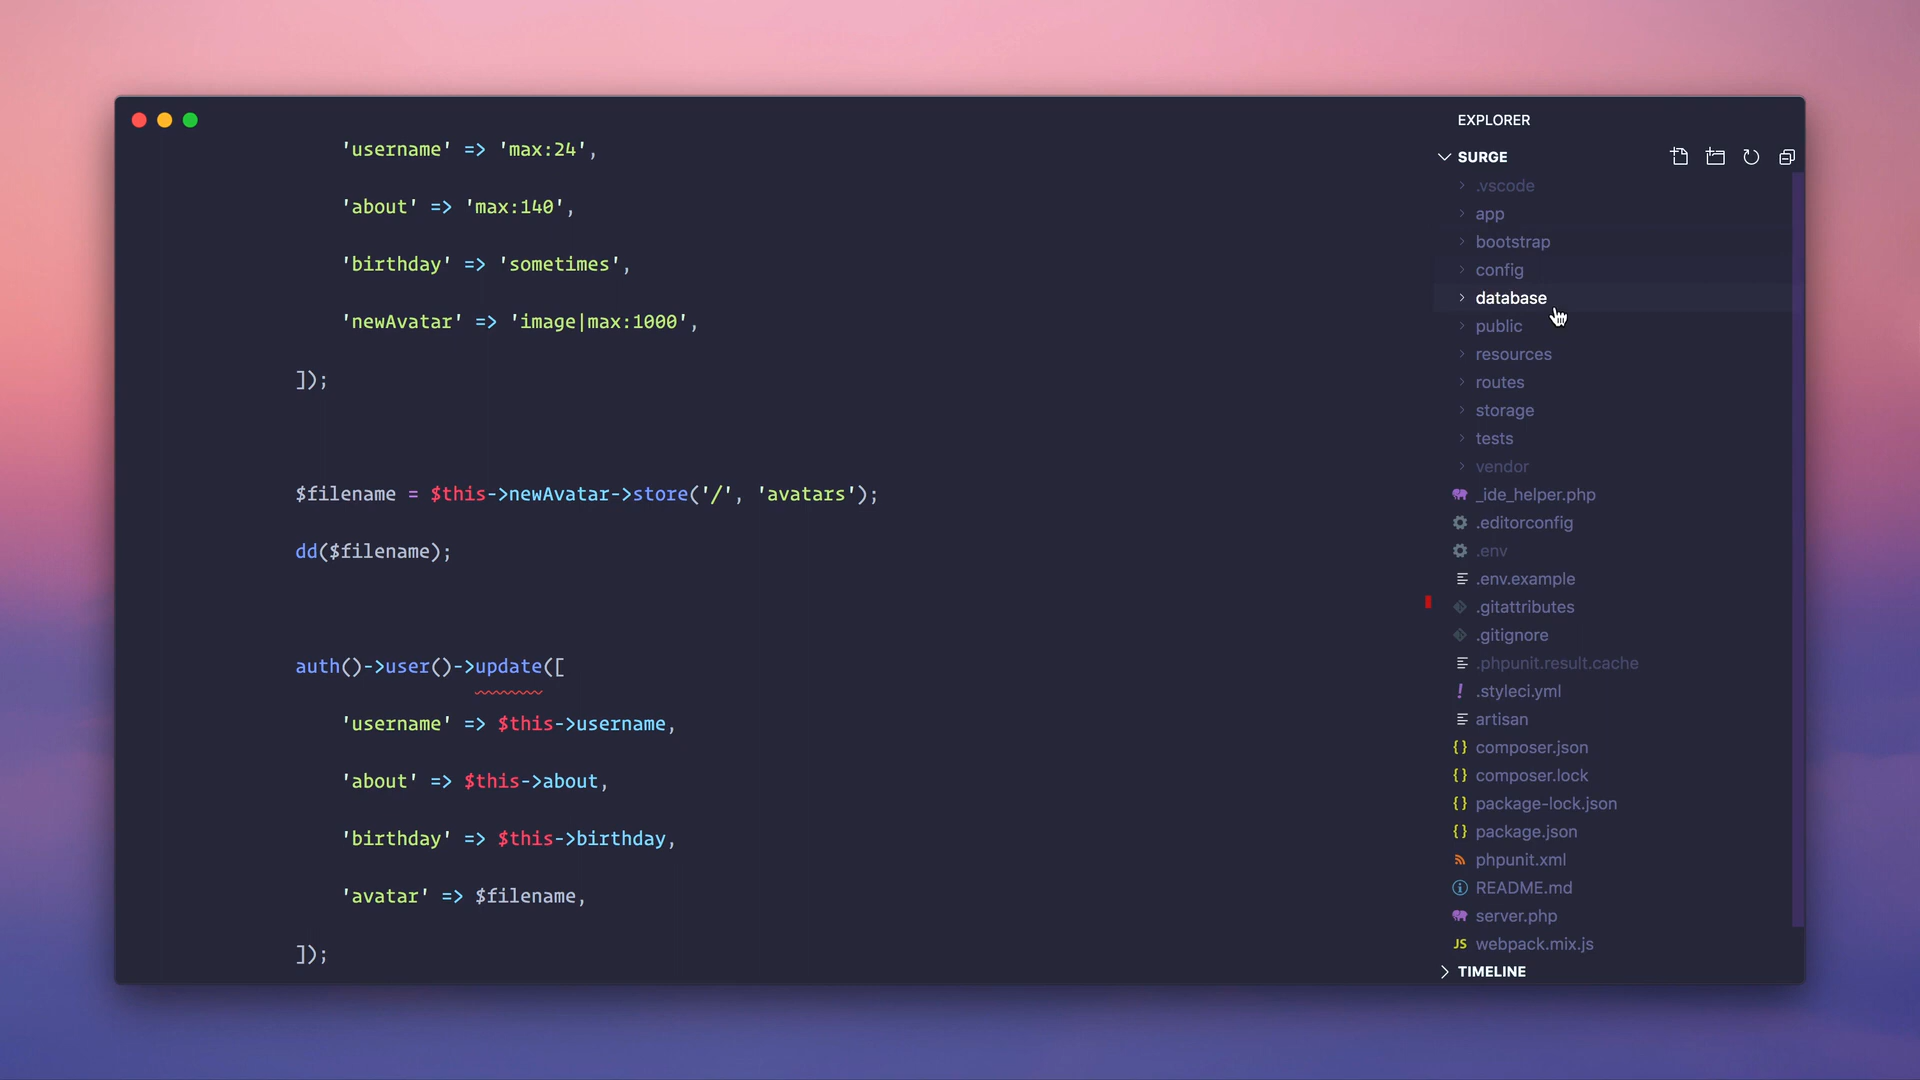 'username' => 'max:24',
'about' => 'max:140',
'birthday' => 'sometimes',
'newAvatar' => 'image|max:1000',
]);
$filename = $this->newAvatar->store('/', 'avatars');
dd($filename);
auth()->user()->update([
'username' => $this->username,
'about' => $this->about,
'birthday' => $this->birthday,
'avatar' => $filename,
]);
EXPLORER
SURGE
.vscode
app
bootstrap
config
database
public
resources
routes
storage
tests
vendor
_ide_helper.php
.editorconfig
.env
.env.example
.gitattributes
.gitignore
.phpunit.result.cache
.styleci.yml
artisan
composer.json
composer.lock
package-lock.json
package.json
phpunit.xml
README.md
server.php
JS webpack.mix.js
TIMELINE